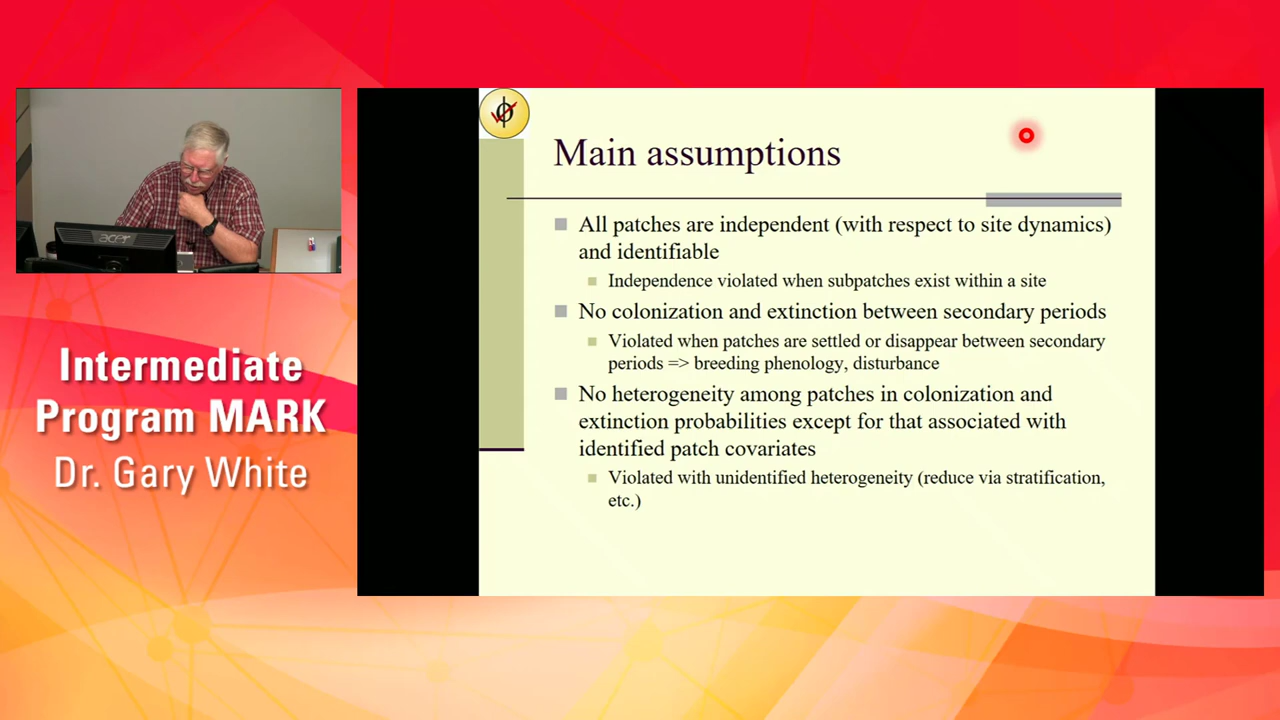 acer
Intermediate
Program MARK
Dr. Gary White
Main assumptions
All patches are independent (with respect to site dynamics)
and identifiable
Independence violated when subpatches exist within a site
No colonization and extinction between secondary periods
Violated when patches are settled or disappear between secondary
periods => breeding phenology, disturbance
No heterogeneity among patches in colonization and
extinction probabilities except for that associated with
identified patch covariates
Violated with unidentified heterogeneity (reduce via stratification,
etc.)